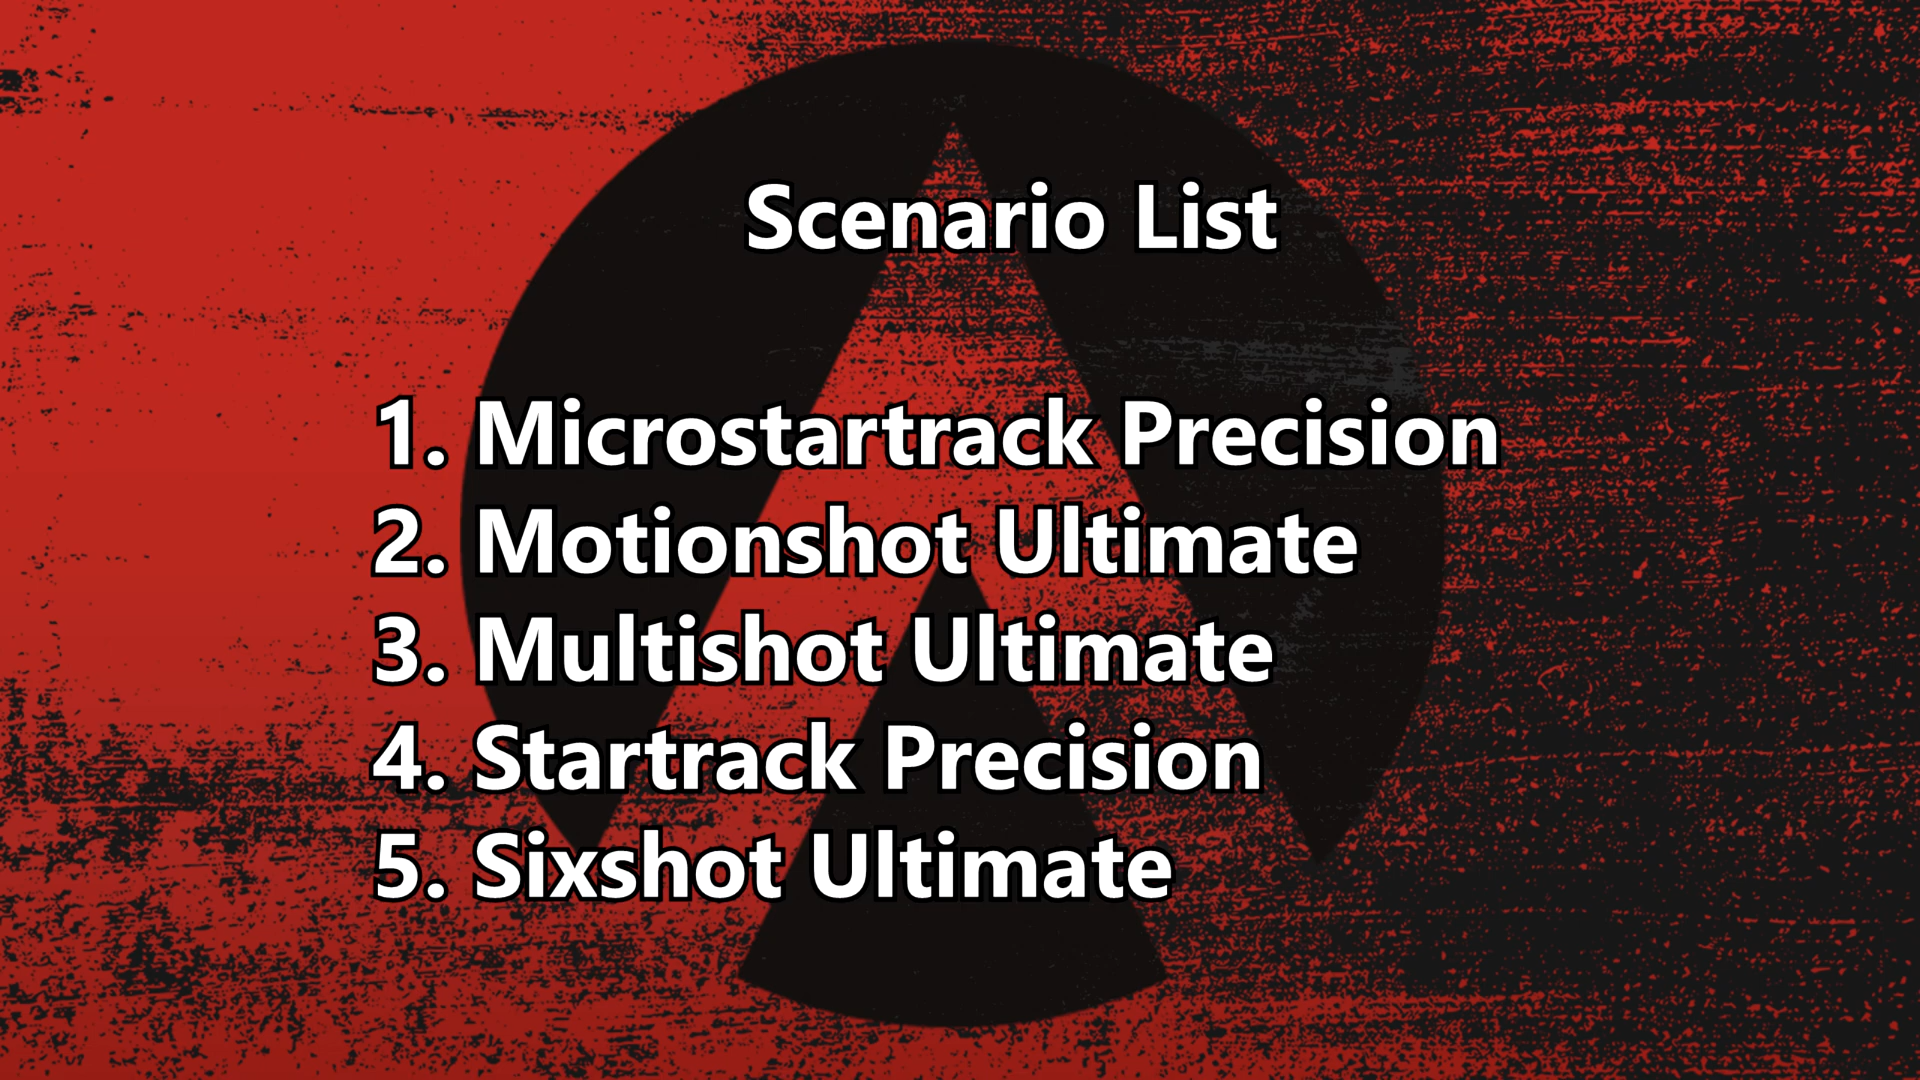 Scenario List
1. Microstartrack Precision
2. Motionshot Ultimate
3. Multishot Ultimate
4. Startrack Precision
5. Sixshot Ultimate